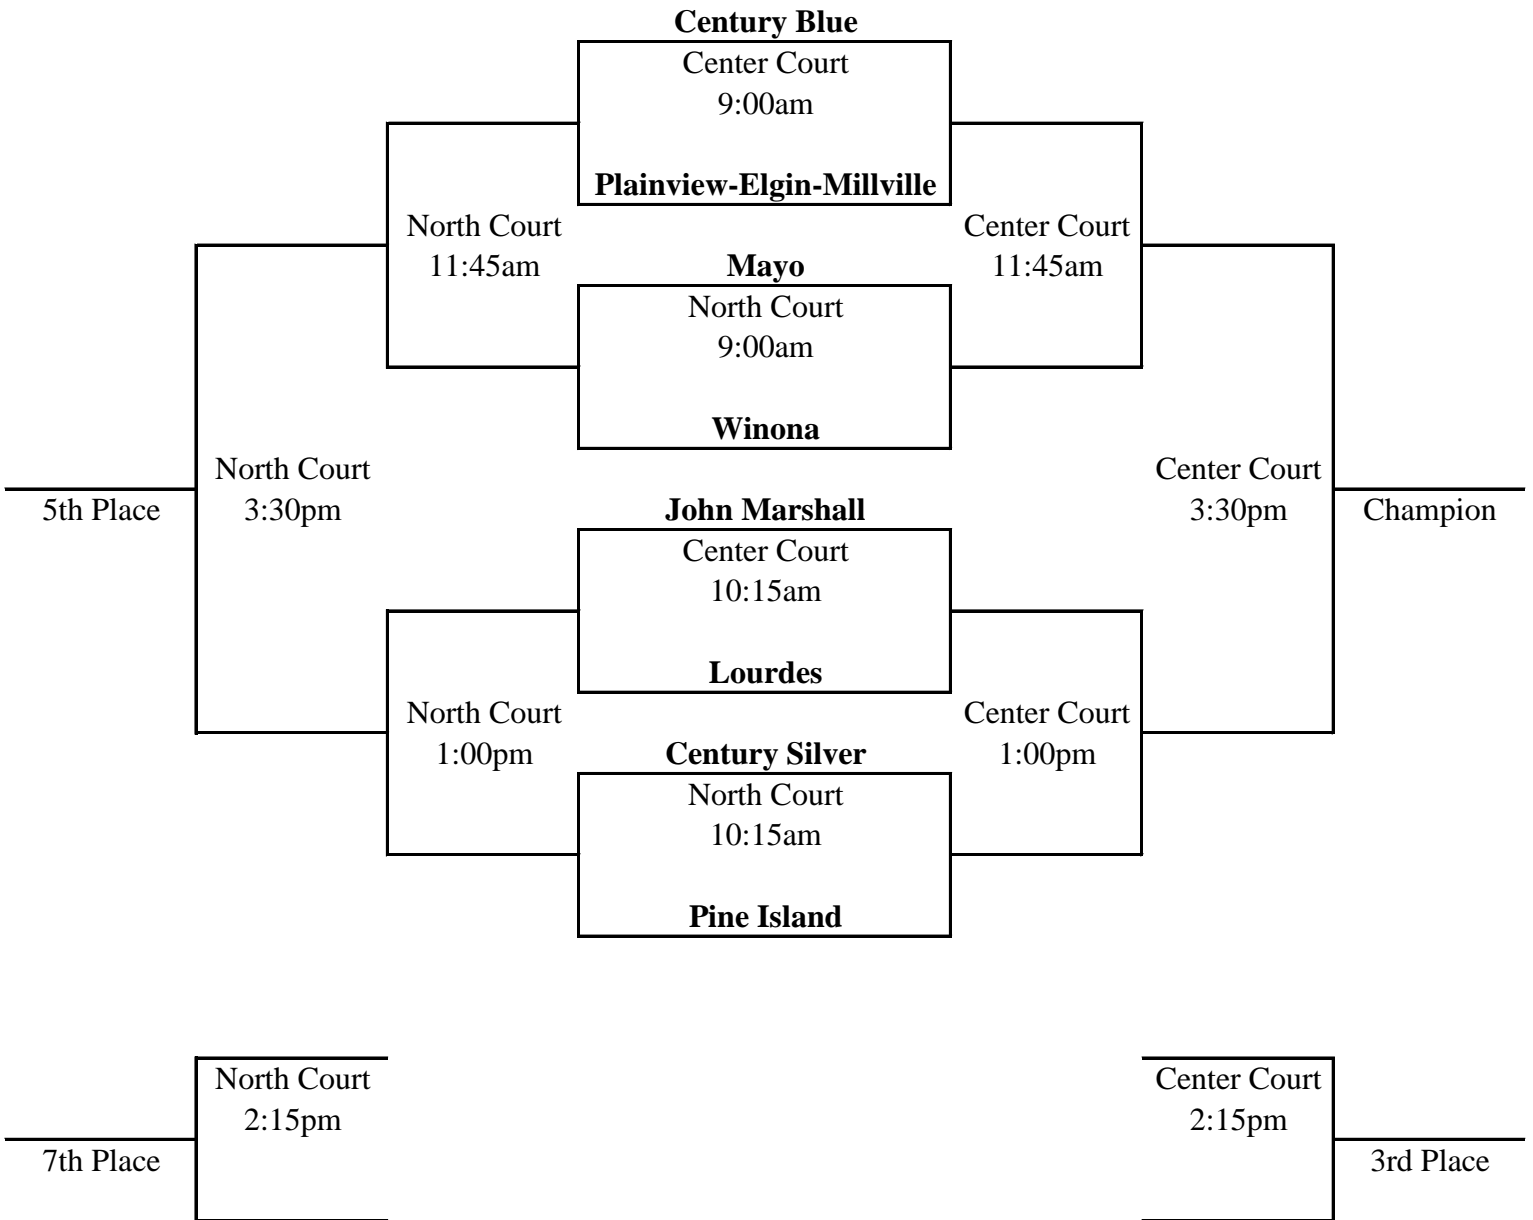 Century Blue
Center Court
9:00am
Plainview-Elgin-Millville
North Court
11:45am
Center Court
11:45am
Mayo
North Court
9:00am
Winona
North Court
3:30pm
5th Place
Center Court
3:30pm
Champion
John Marshall
Center Court
10:15am
Lourdes
North Court
1:00pm
Center Court
1:00pm
Century Silver
North Court
10:15am
Pine Island
North Court
2:15pm
7th Place
Center Court
2:15pm
3rd Place